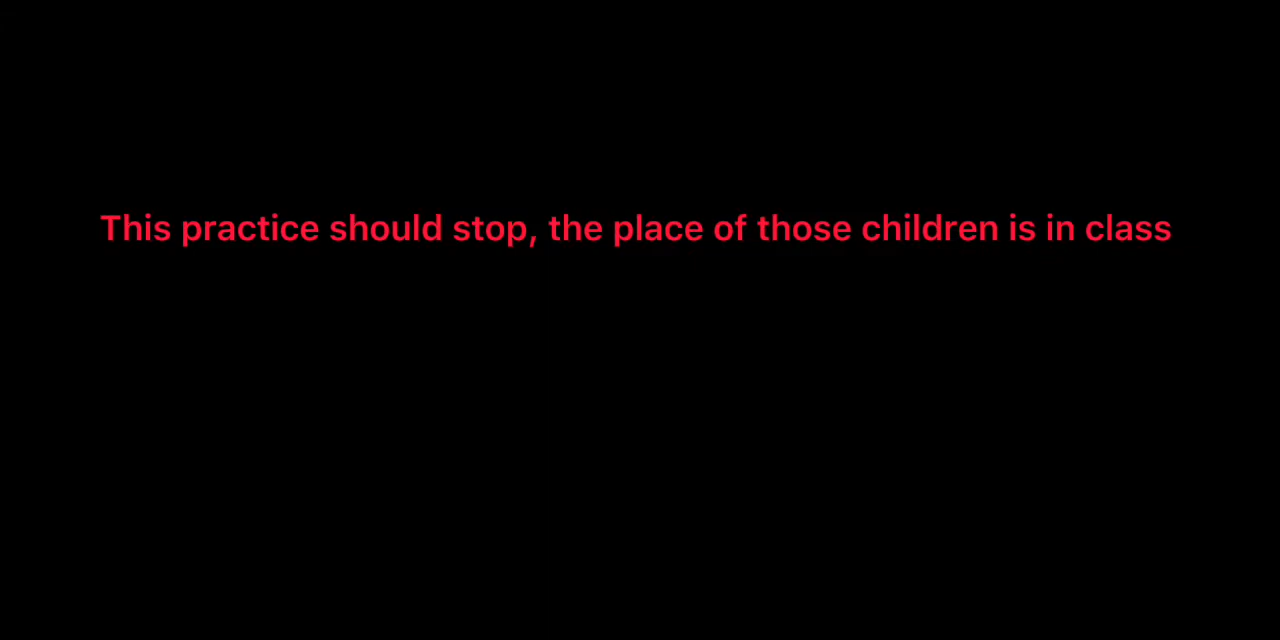 This practice should stop, the place of those children is in class